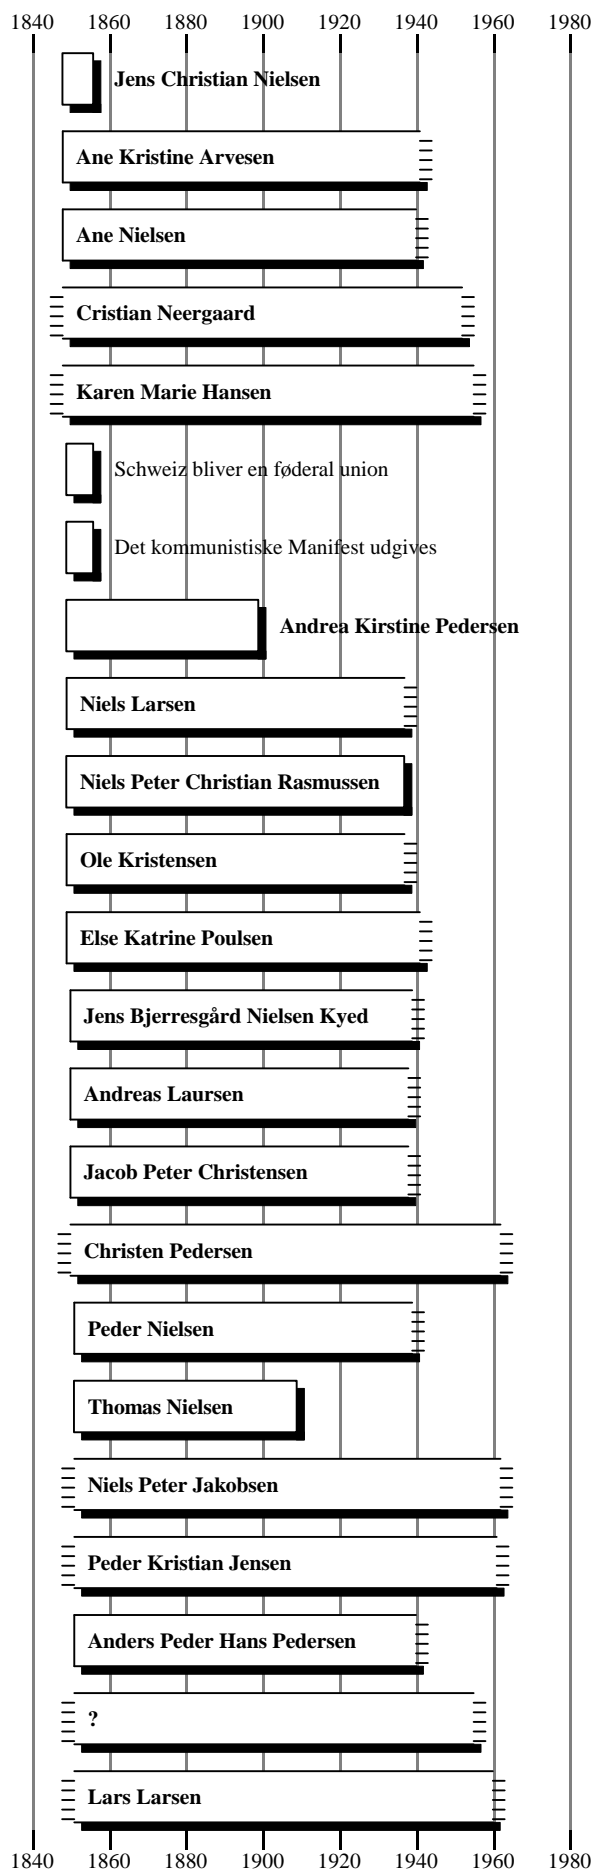 1840 1860 1880 1900 1920 1940 1960 1980
Jens Christian Nielsen
Ane Kristine Arvesen
Ane Nielsen
Cristian Neergaard
Karen Marie Hansen
Schweiz bliver en føderal union
Det kommunistiske Manifest udgives
Andrea Kirstine Pedersen
Niels Larsen
Niels Peter Christian Rasmussen
Ole Kristensen
Else Katrine Poulsen
Jens Bjerresgård Nielsen Kyed
Andreas Laursen
Jacob Peter Christensen
Christen Pedersen
Peder Nielsen
Thomas Nielsen
Niels Peter Jakobsen
Peder Kristian Jensen
Anders Peder Hans Pedersen
?
Lars Larsen
1840 1860 1880 1900 1920 1940 1960 1980